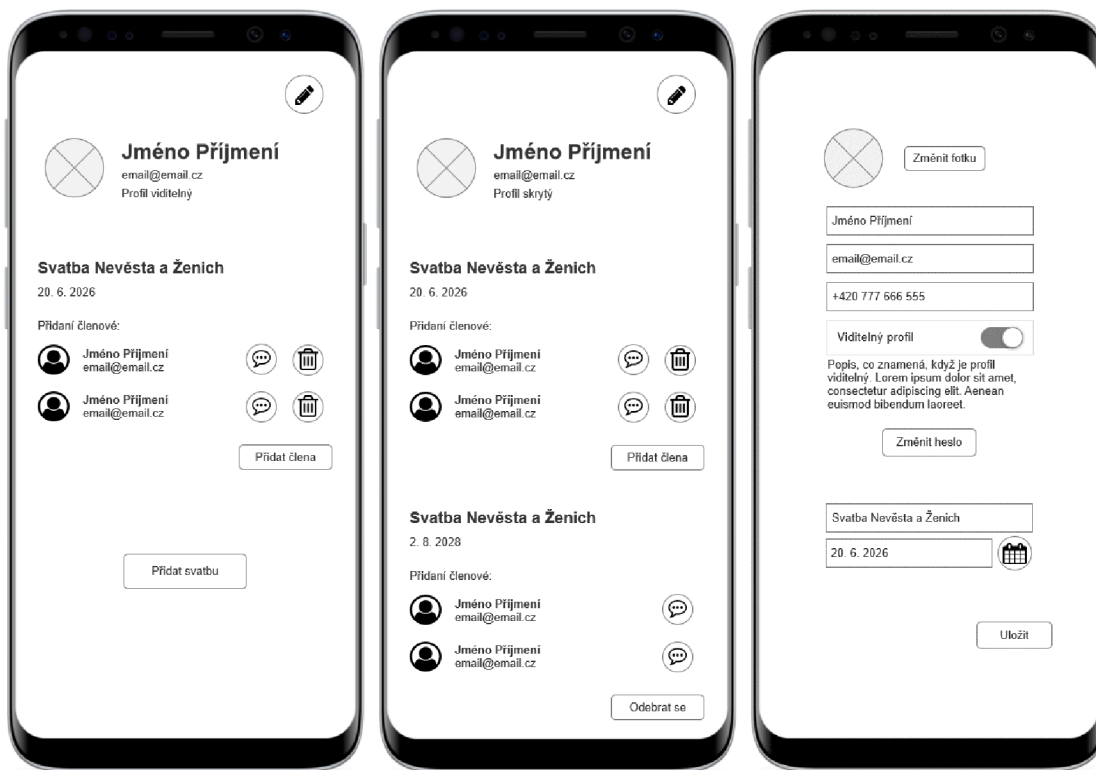 Jméno Příjmení
email@email.cz
Profil viditelný
Svatba Nevěsta a Ženich
20. 6. 2026
Přidaní členové:
Jméno Příjmení
email@email.cz
Jméno Příjmení
email@email.cz
Přidat člena
Přidat svatbu
Jméno Příjmení
email@email.cz
Profil skrytý
Svatba Nevěsta a Ženich
20. 6. 2026
Přidaní členové:
Jméno Příjmení
email@email.cz
Jméno Příjmení
email@email.cz
Přidat člena
Svatba Nevěsta a Ženich
2. 8. 2028
Přidaní členové:
Jméno Příjmení
email@email.cz
Jméno Příjmení
email@email.cz
Odebrat se
Změnit fotku
Jméno Příjmení
email@email.cz
+420 777 666 555
Viditelný profil
Popis, co znamená, když je profil
viditelný. Lorem ipsum dolor sit amet,
consectetur adipiscing elit. Aenean
euismod bibendum laoreet.
Změnit heslo
Svatba Nevěsta a Ženich
20. 6. 2026
Uložit